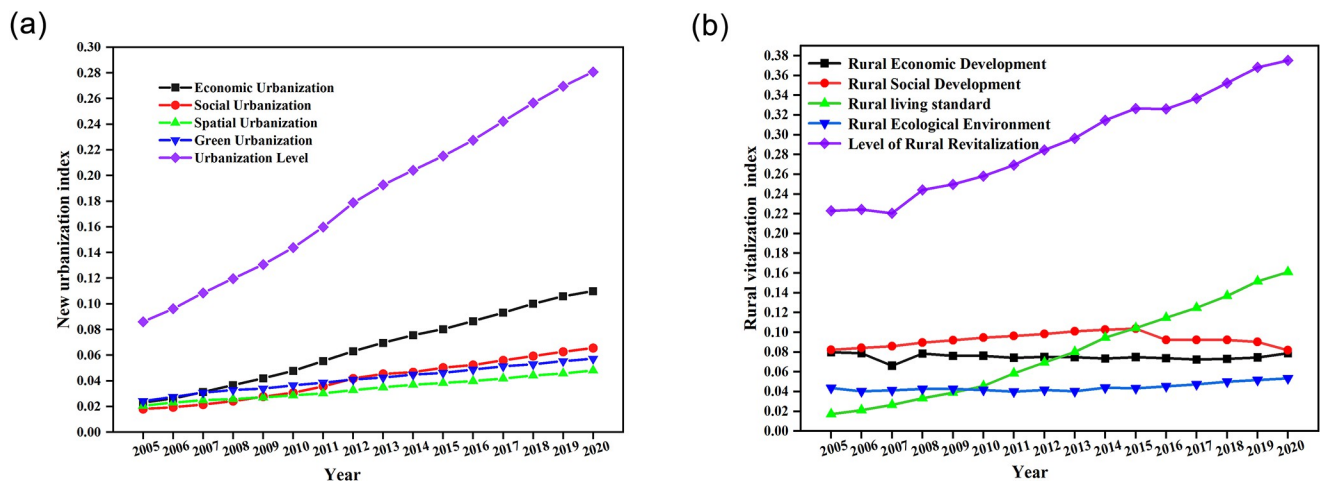 (a)
New urbanization index
0.30
0.28
0.26
0.24
0.22
0.20
0.18
0.16
0.14
0.12
0.10
0.08
0.06
0.04
0.02
0.00
Economic Urbanization
Social Urbanization
Spatial Urbanization
Green Urbanization
Urbanization Level
2005 2006 2007 2008 2009 2010 2011 2012 2013 2014 2015 2016 2017 2018 2019 2020
Year
(b)
Rural vitalization index
0.38
0.36
0.34
0.32
0.30
0.28
0.26
0.24
0.22
0.20
0.18
0.16
0.14
0.12
0.10
0.08
0.06
0.04
0.02
0.00
Rural Economic Development
Rural Social Development
Rural living standard
Rural Ecological Environment
Level of Rural Revitalization
2005 2006 2007 2008 2009 2010 2011 2012 2013 2014 2015 2016 2017 2018 2019 2020
Year